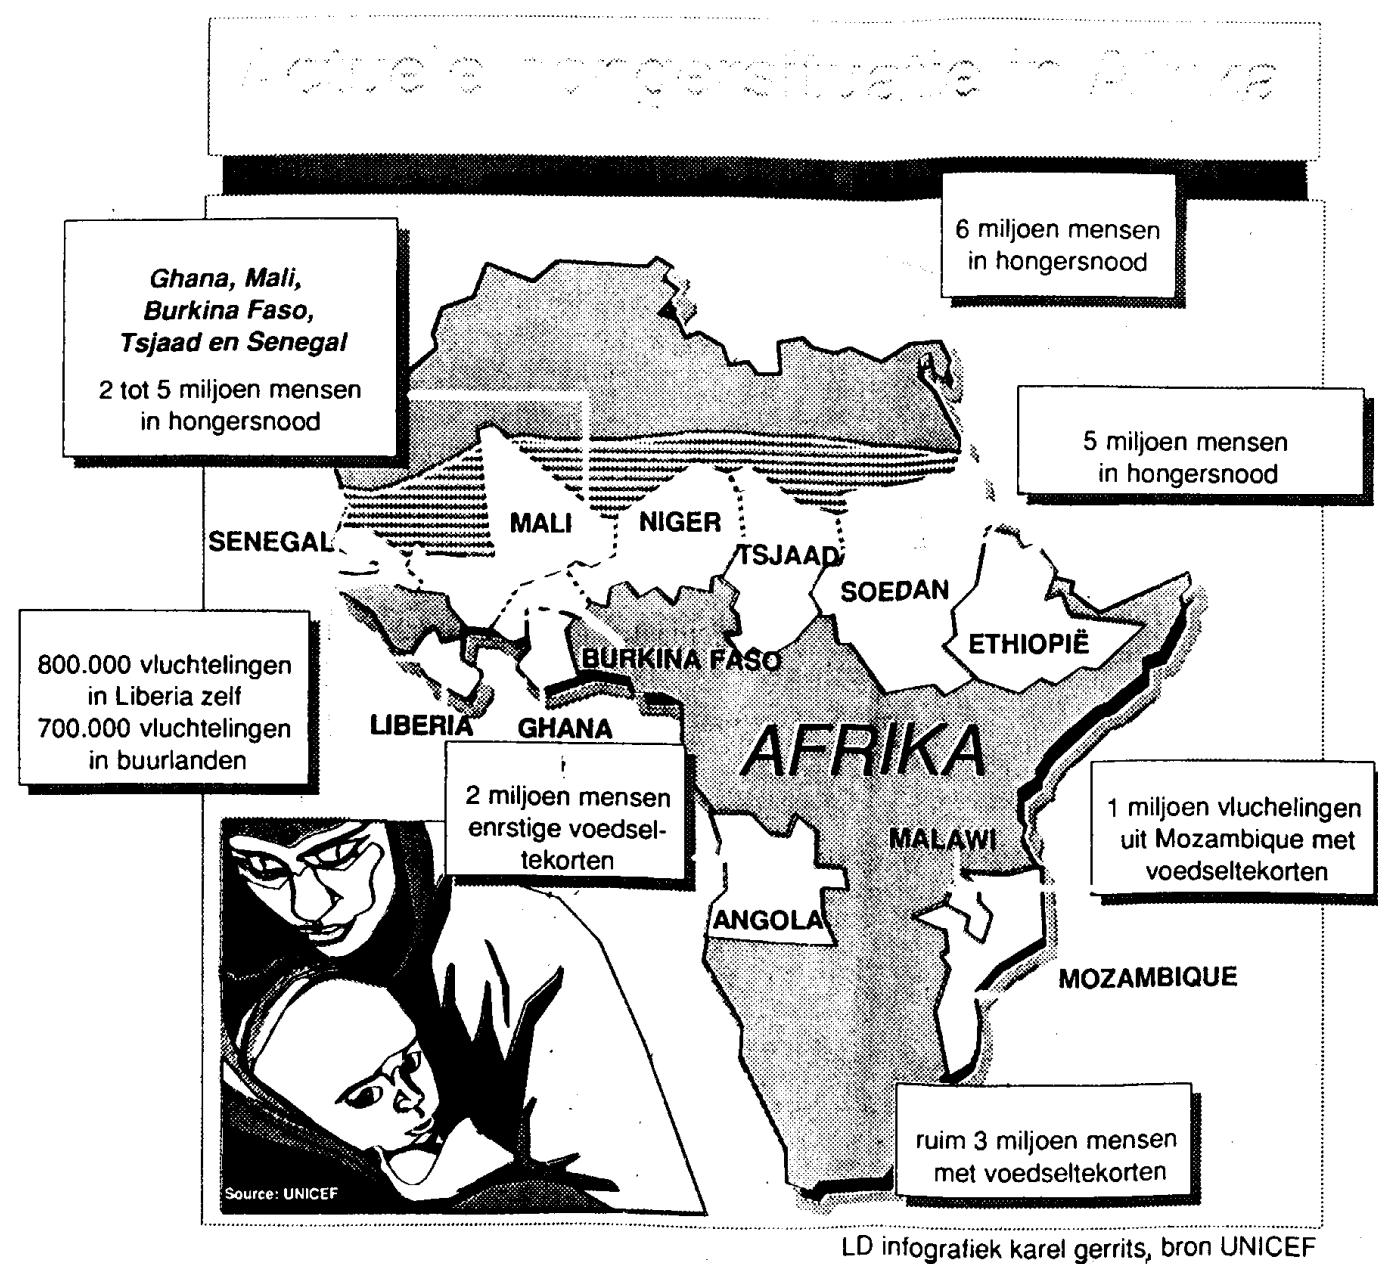 Actuele hongersituatie in Afrika
6 miljoen mensen
in hongersnood
Ghana, Mali,
Burkina Faso,
Tsjaad en Senegal
2 tot 5 miljoen mensen
in hongersnood
5 miljoen mensen
in hongersnood
SENEGAL
MALI
NIGER
TSJAAD
SOEDAN
ETHIOPIË
BURKINA FASO
800.000 vluchtelingen
in Liberia zelf
700.000 vluchtelingen
in buurlanden
LIBERIA
GHANA
AFRIKA
2 miljoen mensen
enrstige voedsel-
tekorten
MALAWI
1 miljoen vluchelingen
uit Mozambique met
voedseltekorten
ANGOLA
MOZAMBIQUE
ruim 3 miljoen mensen
met voedseltekorten
Source: UNICEF
LD infografiek karel gerrits, bron UNICEF